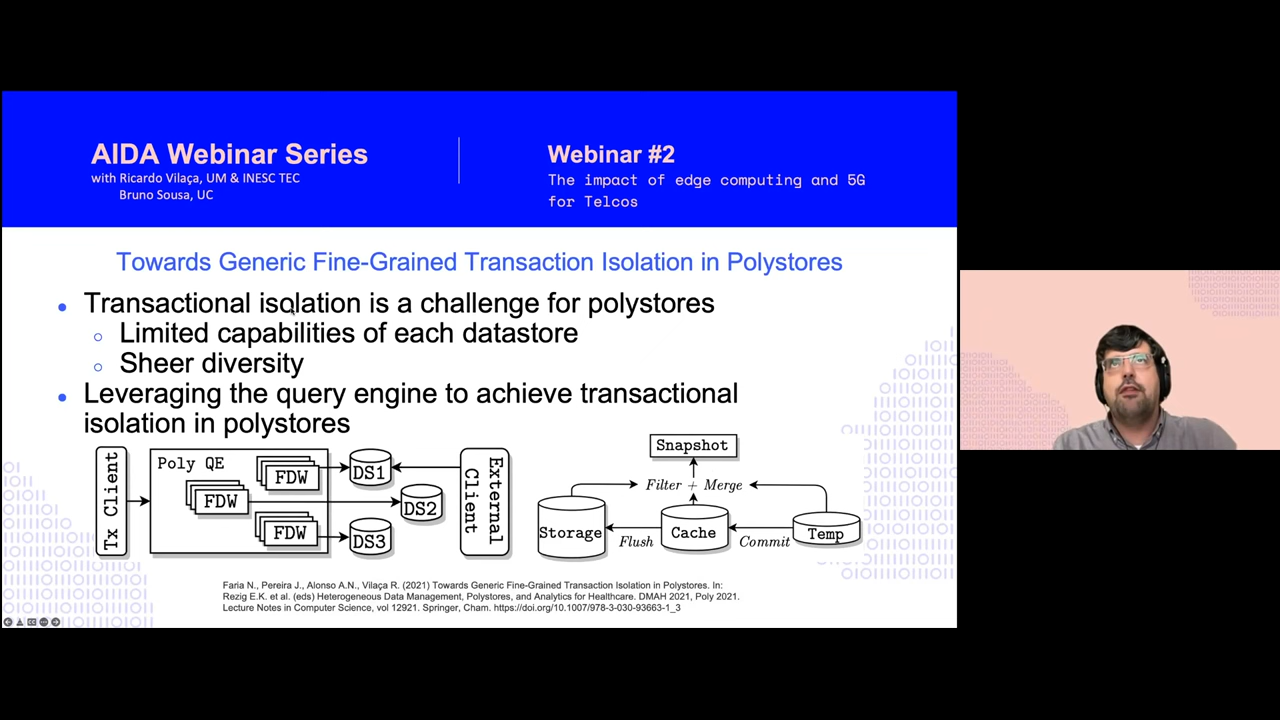 AIDA Webinar Series
with Ricardo Vilaça, UM & INESC TEC
Bruno Sousa, UC
Webinar #2
The impact of edge computing and 5G
for Telcos
Towards Generic Fine-Grained Transaction Isolation in Polystores
Transactional isolation is a challenge for polystores
Limited capabilities of each datastore
Sheer diversity
Leveraging the query engine to achieve transactional
isolation in polystores
Tx Client
Poly QE
FDW
FDW
FDW
DS1
DS2
DS3
External
Client
Snapshot
Filter + Merge
Storage
Flush
Cache
Commit
Temp
Faria N., Pereira J., Alonso A.N., Vilaça R. (2021) Towards Generic Fine-Grained Transaction Isolation in Polystores. In:
Rezig E.K. et al. (eds) Heterogeneous Data Management, Polystores, and Analytics for Healthcare. DMAH 2021, Poly 2021.
Lecture Notes in Computer Science, vol 12921. Springer, Cham. https://doi.org/10.1007/978-3-030-93663-1_3